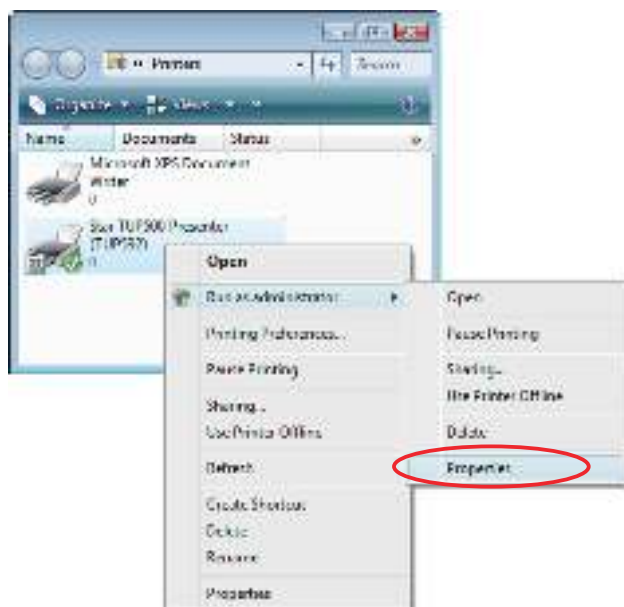 Printers
Search
Organize Views
Name Documents Status
Microsoft XPS Document
Writer
0
Star TUP500 Presenter
(TUP592)
0
Open
Run as administrator
Printing Preferences...
Pause Printing
Sharing...
Use Printer Offline
Refresh
Create Shortcut
Delete
Rename
Properties
Open
Pause Printing
Sharing...
Use Printer Offline
Delete
Properties